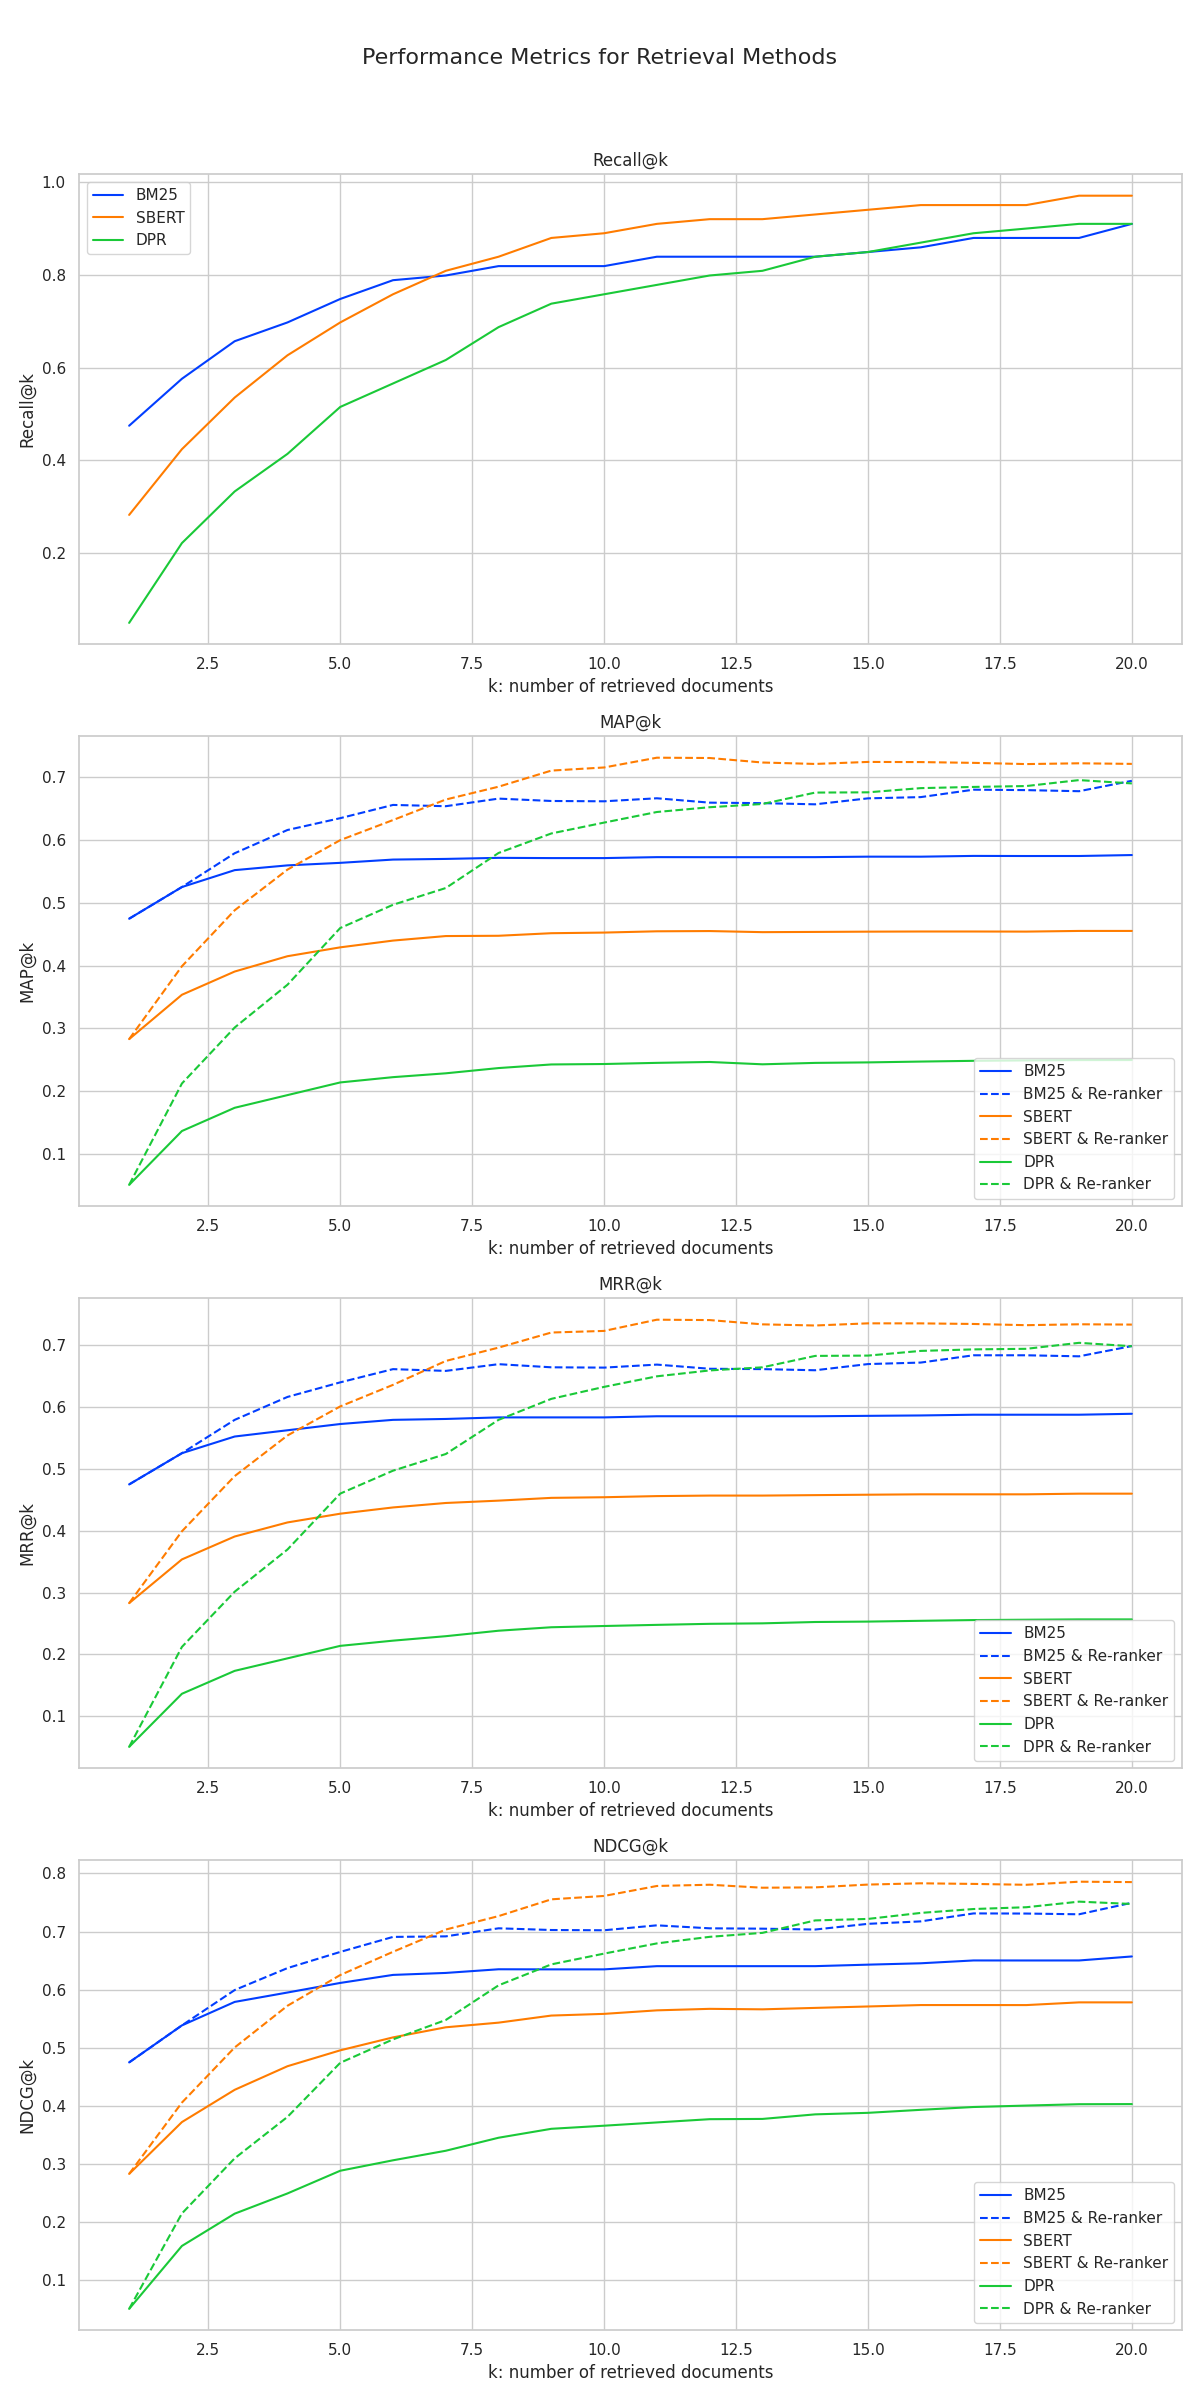 Performance Metrics for Retrieval Methods
Recall@k
1.0
0.8
0.6
0.4
0.2
Recall@k
BM25
SBERT
DPR
2.5 5.0 7.5 10.0 12.5 15.0 17.5 20.0
k: number of retrieved documents
MAP@k
0.7
0.6
0.5
0.4
0.3
0.2
0.1
MAP@k
BM25
BM25 & Re-ranker
SBERT
SBERT & Re-ranker
DPR
DPR & Re-ranker
2.5 5.0 7.5 10.0 12.5 15.0 17.5 20.0
k: number of retrieved documents
MRR@k
0.7
0.6
0.5
0.4
0.3
0.2
0.1
MRR@k
BM25
BM25 & Re-ranker
SBERT
SBERT & Re-ranker
DPR
DPR & Re-ranker
2.5 5.0 7.5 10.0 12.5 15.0 17.5 20.0
k: number of retrieved documents
NDCG@k
0.8
0.7
0.6
0.5
0.4
0.3
0.2
0.1
NDCG@k
BM25
BM25 & Re-ranker
SBERT
SBERT & Re-ranker
DPR
DPR & Re-ranker
2.5 5.0 7.5 10.0 12.5 15.0 17.5 20.0
k: number of retrieved documents